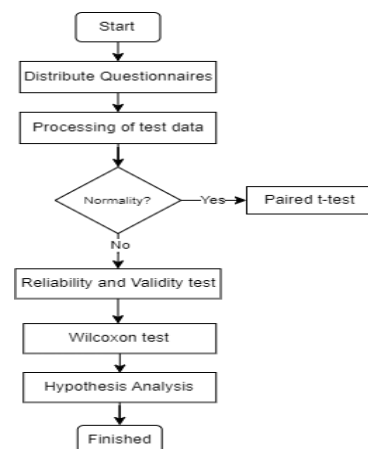 Start
Distribute Questionnaires
Processing of test data
Normality?
Yes
Paired t-test
No
Reliability and Validity test
Wilcoxon test
Hypothesis Analysis
Finished